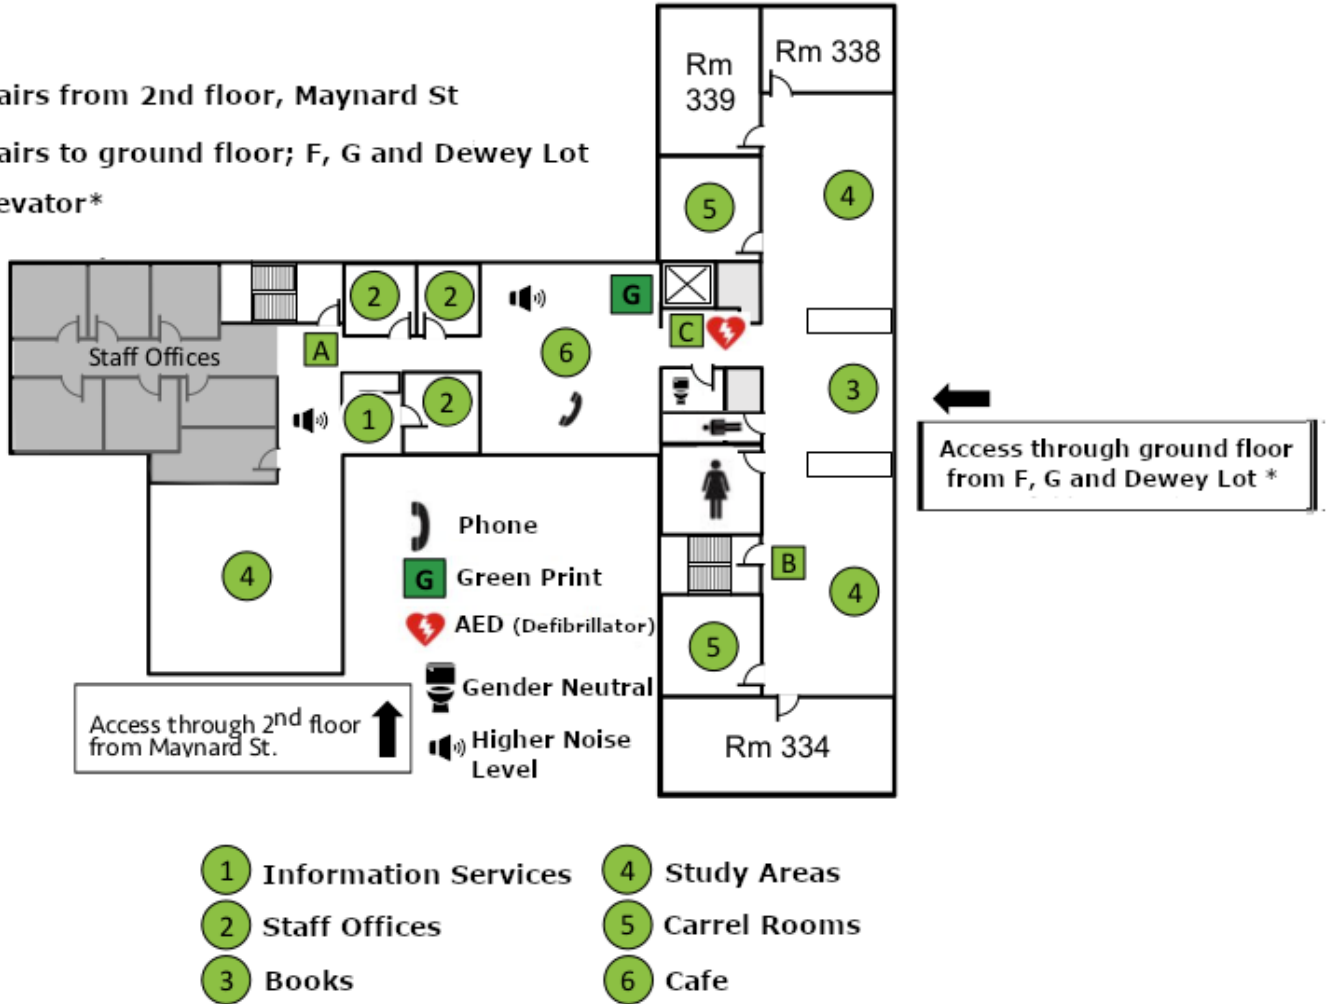 airs from 2nd floor, Maynard St
airs to ground floor; F, G and Dewey Lot
evator*
Rm
339
Rm 338
5
4
2
2
G
C
A
6
Staff Offices
1
2
3
Access through ground floor
from F, G and Dewey Lot *
4
Phone
G Green Print
AED (Defibrillator)
Gender Neutral
Higher Noise
Level
B
4
5
Rm 334
Access through 2nd floor
from Maynard St.
1 Information Services
2 Staff Offices
3 Books
4 Study Areas
5 Carrel Rooms
6 Cafe